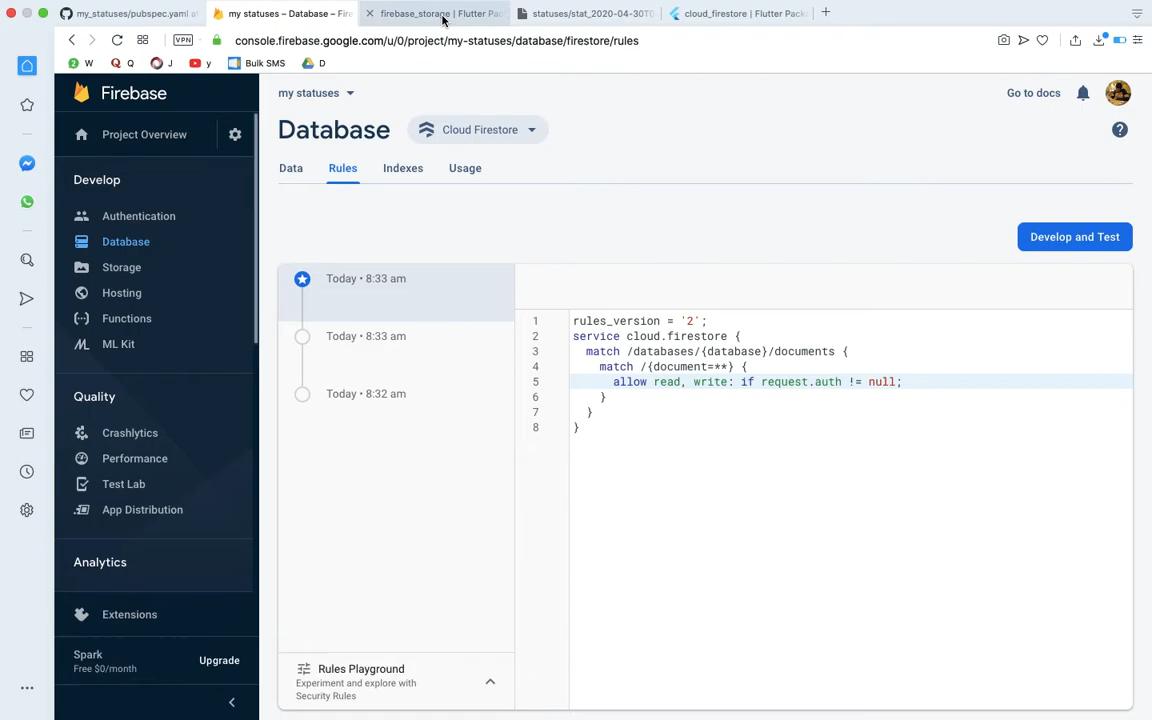 my_statuses/pubspec.yaml at
my statuses – Database – Fire
firebase_storage | Flutter Pac
statuses/stat_2020-04-30T0
cloud_firestore | Flutter Pack
VPN
console.firebase.google.com/u/0/project/my-statuses/database/firestore/rules
2 W
Q Q
J
y
Bulk SMS
D
Firebase
my statuses
Go to docs
Project Overview
Database
Cloud Firestore
Data
Rules
Indexes
Usage
Develop
Authentication
Database
Storage
Hosting
Functions
ML Kit
Quality
Crashlytics
Performance
Test Lab
App Distribution
Analytics
Extensions
Spark
Free $0/month
Upgrade
Develop and Test
Today • 8:33 am
Today • 8:33 am
Today • 8:32 am
1 rules_version = '2';
2 service cloud.firestore {
3 match /databases/{database}/documents {
4 match /{document=**} {
5 allow read, write: if request.auth != null;
6 }
7 }
8 }
Rules Playground
Experiment and explore with
Security Rules